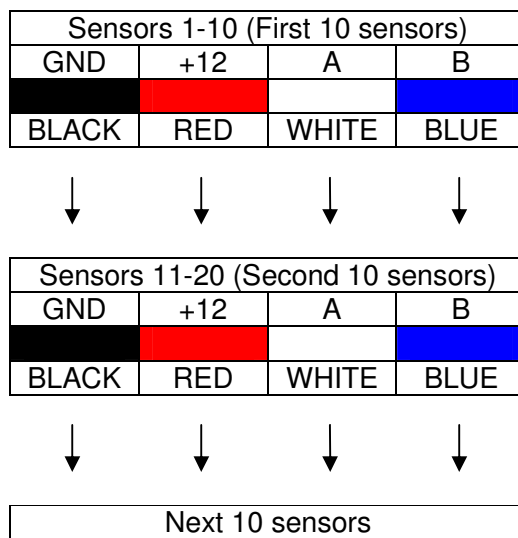 Sensors 1-10 (First 10 sensors)
GND +12 A B
BLACK RED WHITE BLUE
Sensors 11-20 (Second 10 sensors)
GND +12 A B
BLACK RED WHITE BLUE
Next 10 sensors